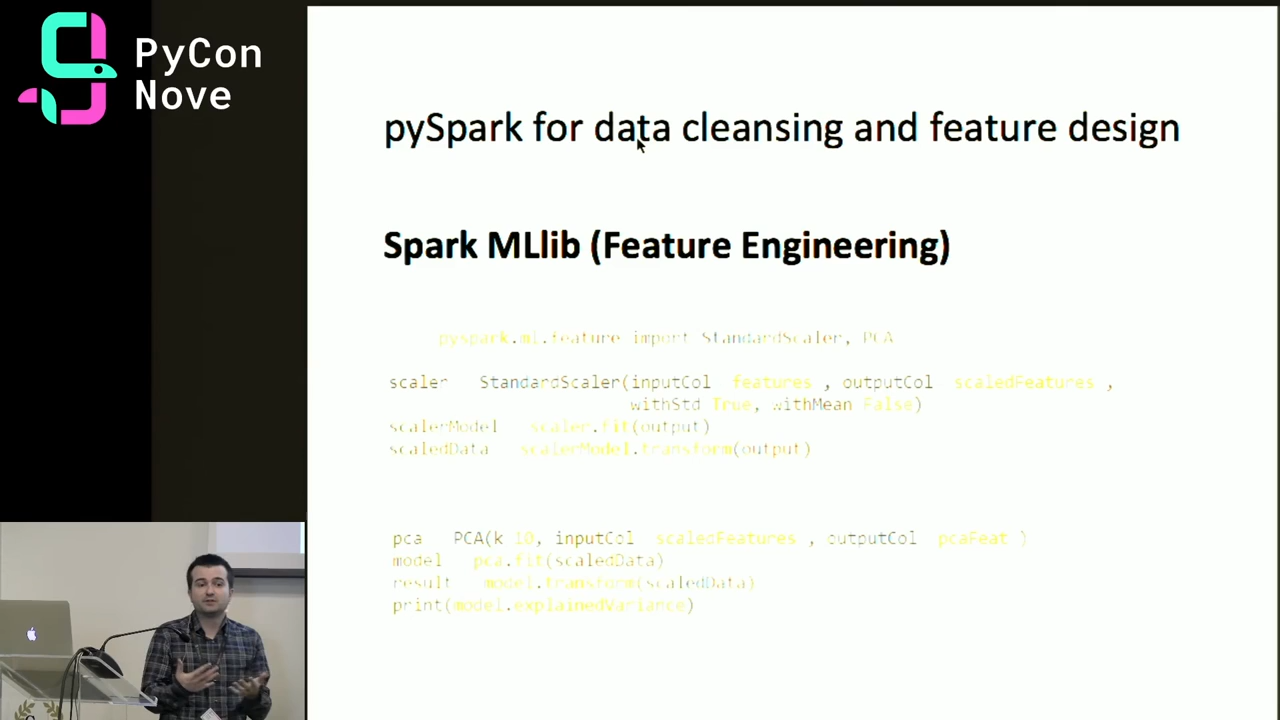 PyCon
Nove
pySpark for data cleansing and feature design
Spark MLlib (Feature Engineering)
pyspark.ml.feature import StandardScaler, PCA
scaler StandardScaler(inputCol features , outputCol scaledFeatures ,
withStd True, withMean False)
scalerModel scaler.fit(output)
scaledData scalerModel.transform(output)
pca PCA(k 10, inputCol scaledFeatures , outputCol pcaFeat )
model pca.fit(scaledData)
result model.transform(scaledData)
print(model.explainedVariance)